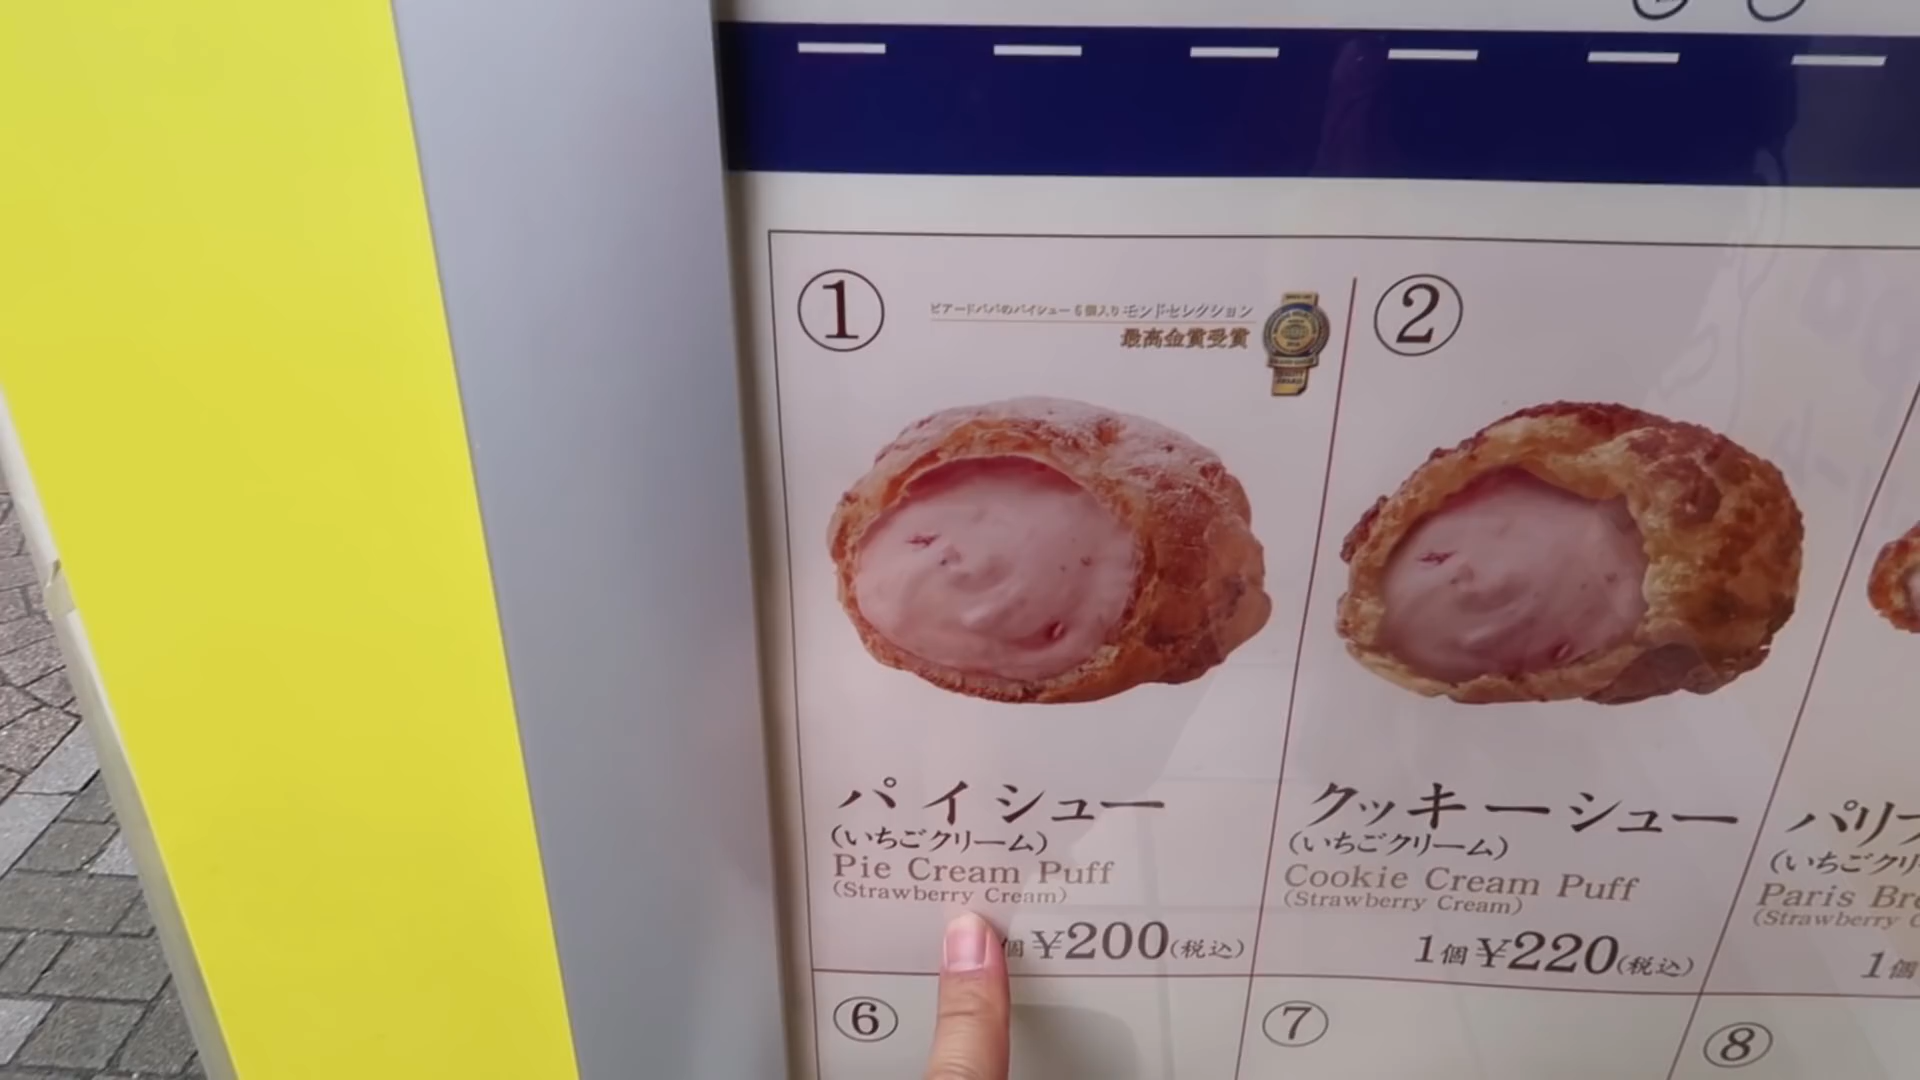 ①
ビアードパパのパイシュー6個入りモンドセレクション
最高金賞受賞
パイシュー
(いちごクリーム)
Pie Cream Puff
(Strawberry Cream)
個 ¥200(税込)
②
クッキーシュー
(いちごクリーム)
Cookie Cream Puff
(Strawberry Cream)
1個 ¥220(税込)
パリブ
(いちごクリ
Paris Bre
(Strawberry C
1個
⑥
⑦
⑧